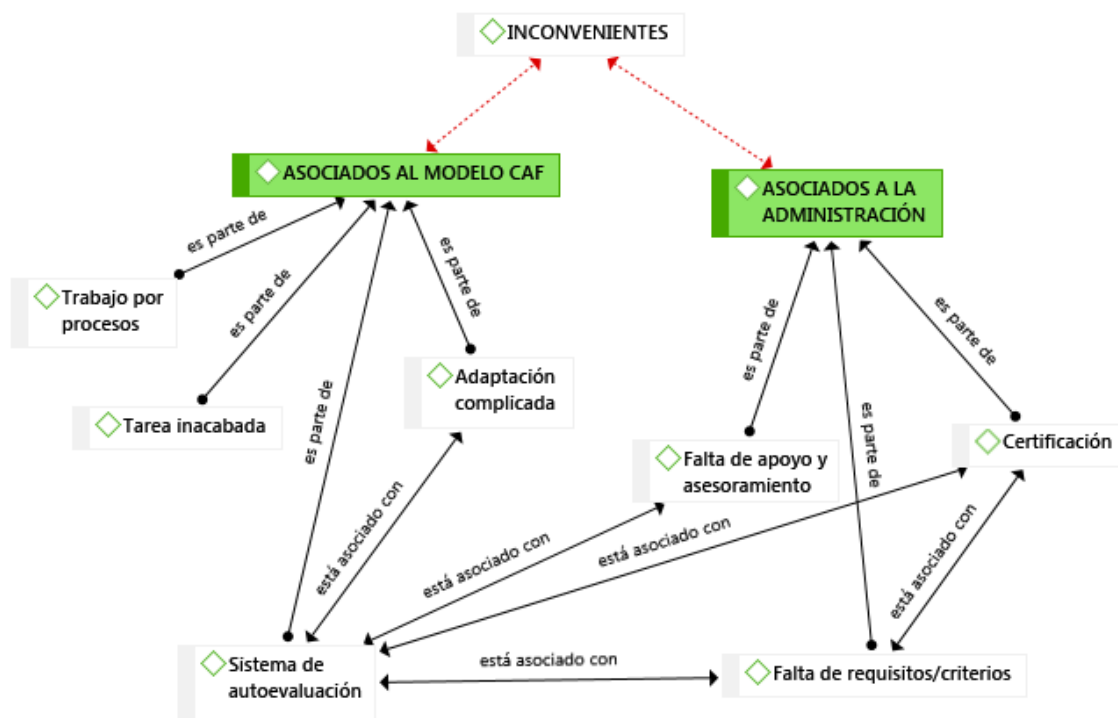 INCONVENIENTES
ASOCIADOS AL MODELO CAF
ASOCIADOS A LA
ADMINISTRACIÓN
es parte de
es parte de
es parte de
es parte de
es parte de
es parte de
es parte de
Trabajo por
procesos
Tarea inacabada
Adaptación
complicada
Falta de apoyo y
asesoramiento
Certificación
está asociado con
está asociado con
está asociado con
está asociado con
está asociado con
Sistema de
autoevaluación
Falta de requisitos/criterios